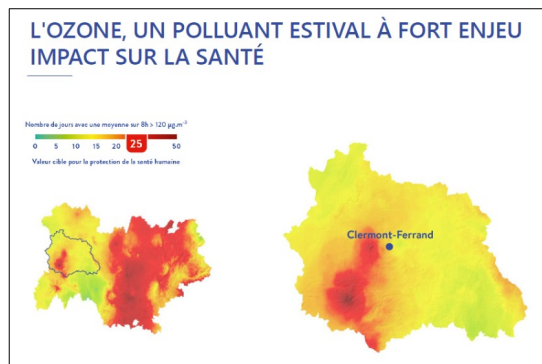 L'OZONE, UN POLLUANT ESTIVAL À FORT ENJEU
IMPACT SUR LA SANTÉ
Nombre de jours avec une moyenne sur 8h > 120 µg.m⁻³
0 5 10 15 20 25 50
Valeur cible pour la protection de la santé humaine
Clermont-Ferrand